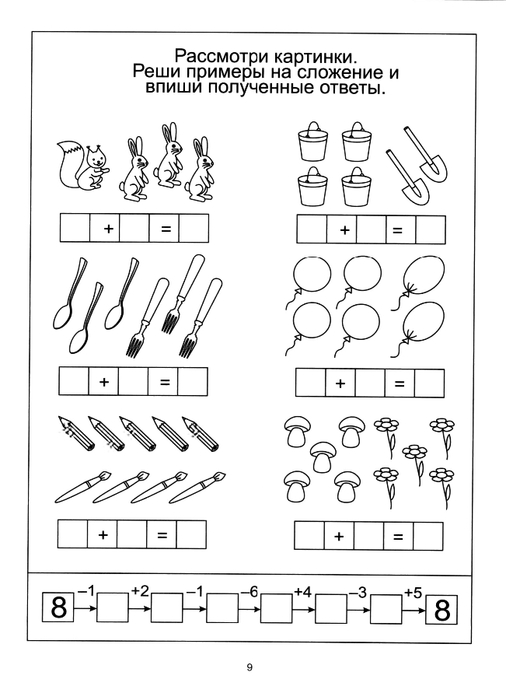 Рассмотри картинки.
Реши примеры на сложение и
впиши полученные ответы.
+ =
+ =
+ =
+ =
+ =
+ =
8 –1 +2 –1 –6 +4 –3 +5 8
9